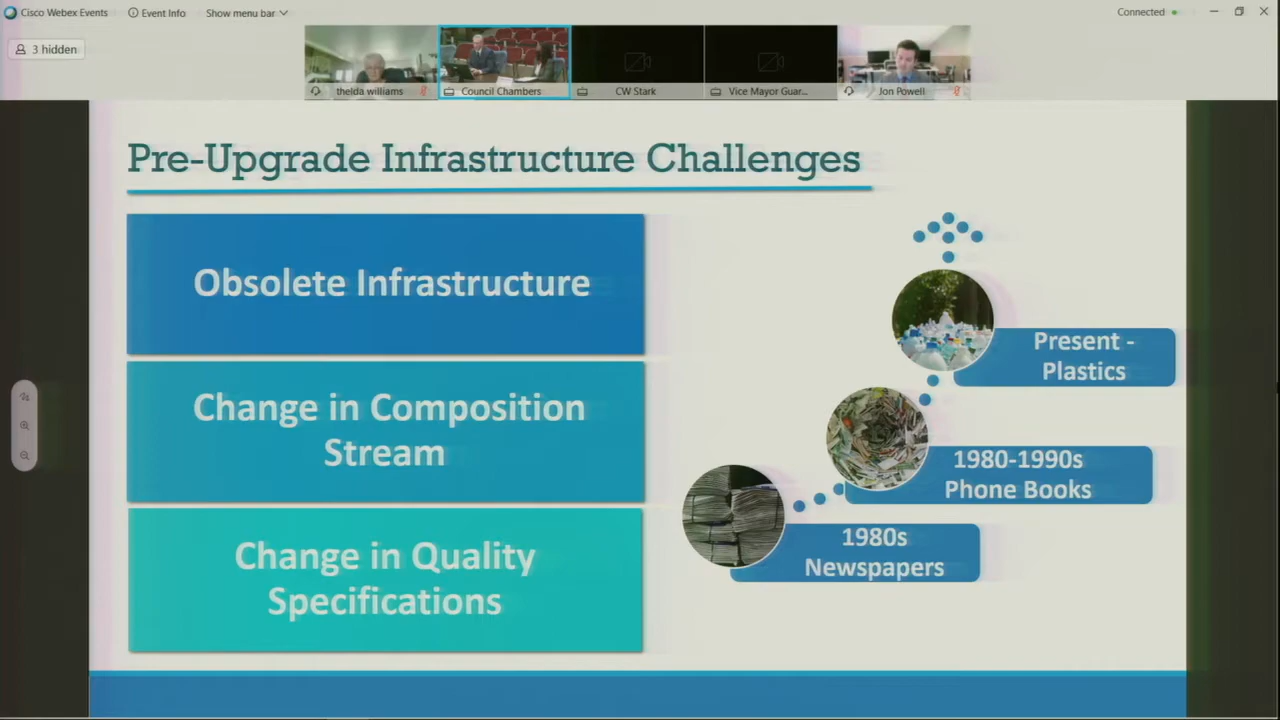 Cisco Webex Events
Event Info
Show menu bar
Connected
3 hidden
thelda williams
Council Chambers
CW Stark
Vice Mayor Guar...
Jon Powell
Pre-Upgrade Infrastructure Challenges
Obsolete Infrastructure
Change in Composition
Stream
Change in Quality
Specifications
Present -
Plastics
1980-1990s
Phone Books
1980s
Newspapers